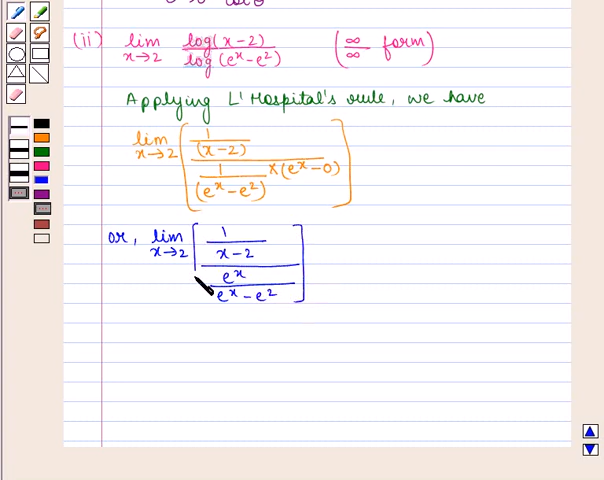 (ii) lim x→2 log(x-2) / log(eˣ-e²) (∞/∞ form)
Applying L'Hospital's rule, we have
lim x→2 [ 1/(x-2) / 1/(eˣ-e²) × (eˣ-0) ]
or, lim x→2 [ 1/x-2 / eˣ/eˣ-e² ]